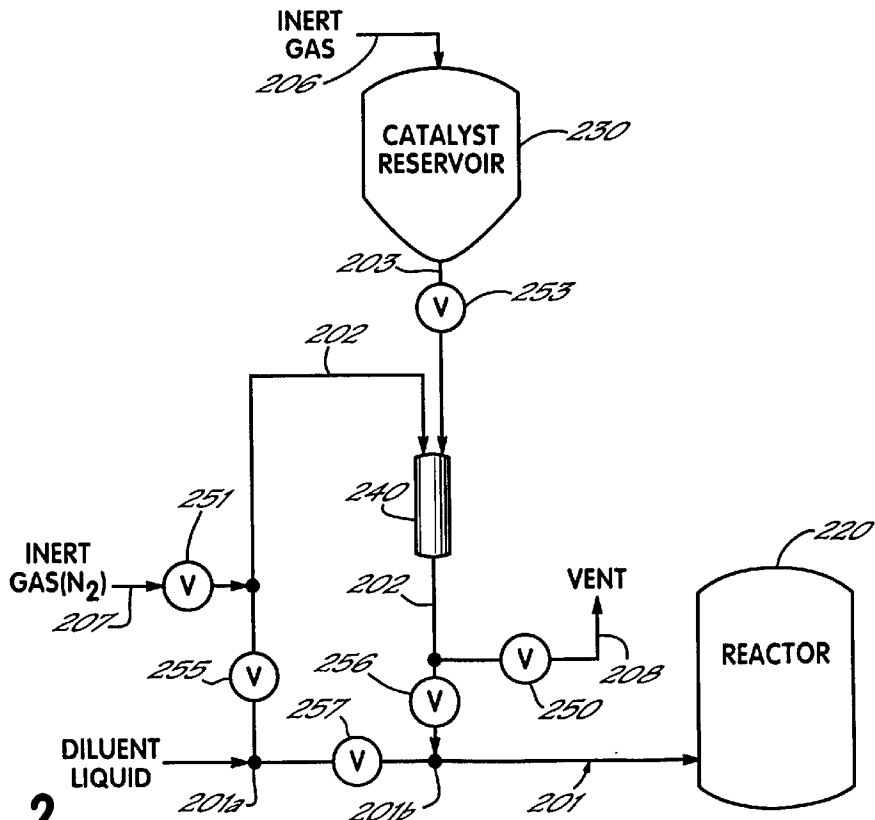 INERT
GAS
206
CATALYST
RESERVOIR
230
203
V
253
202
240
251
INERT
GAS(N2)
V
207
202
VENT
220
REACTOR
255
V
256
V
V
250
208
257
DILUENT
LIQUID
V
201a
201b
201
2